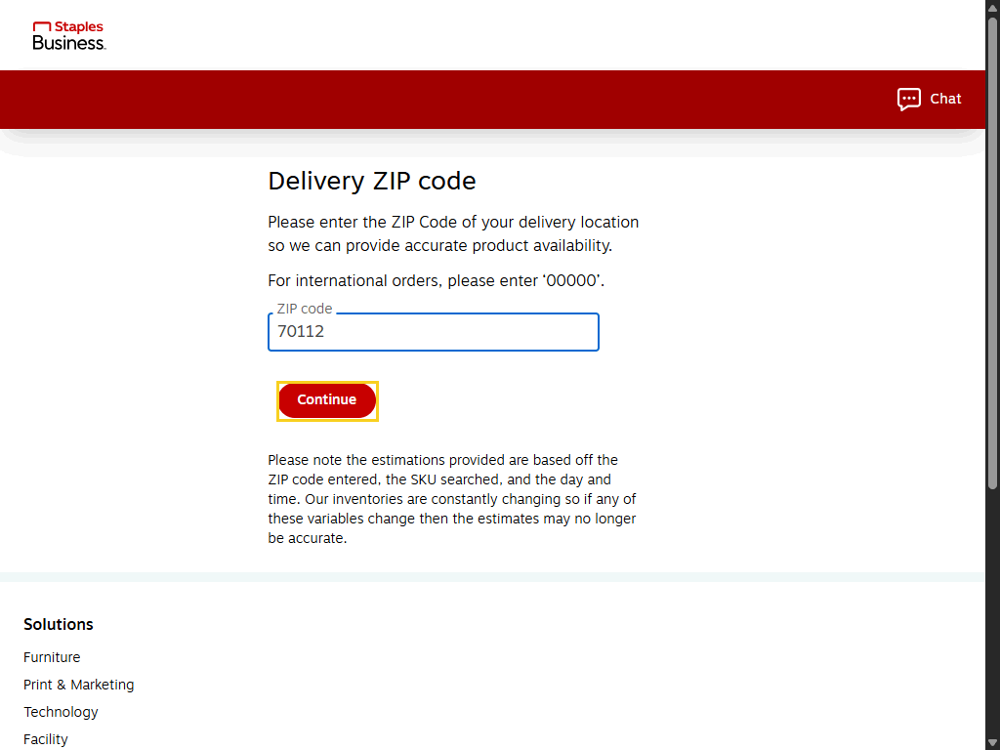 Staples
Business.
Chat
Delivery ZIP code
Please enter the ZIP Code of your delivery location
so we can provide accurate product availability.
For international orders, please enter ‘00000’.
ZIP code
70112
Continue
Please note the estimations provided are based off the
ZIP code entered, the SKU searched, and the day and
time. Our inventories are constantly changing so if any of
these variables change then the estimates may no longer
be accurate.
Solutions
Furniture
Print & Marketing
Technology
Facility